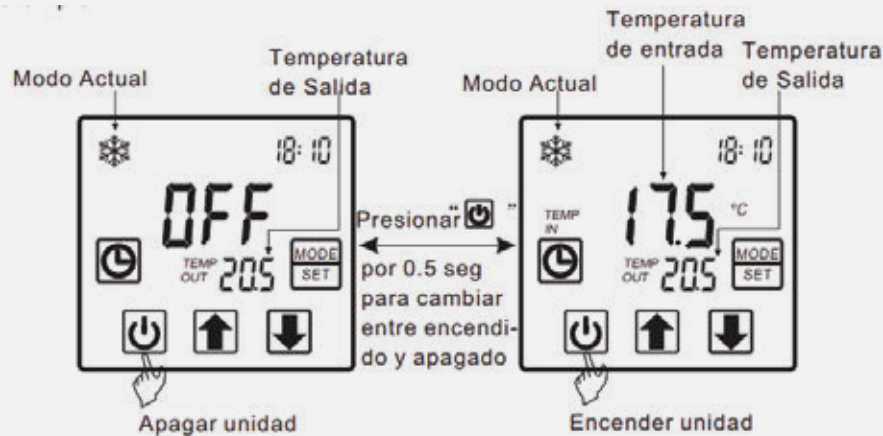 Modo Actual
Temperatura
de Salida
18:10
OFF
TEMP
OUT
20.5
MODE
SET
Apagar unidad
Presionar " "
por 0.5 seg
para cambiar
entre encendi-
do y apagado
Modo Actual
Temperatura
de entrada
Temperatura
de Salida
18:10
TEMP
IN
17.5
°C
TEMP
OUT
20.5
MODE
SET
Encender unidad